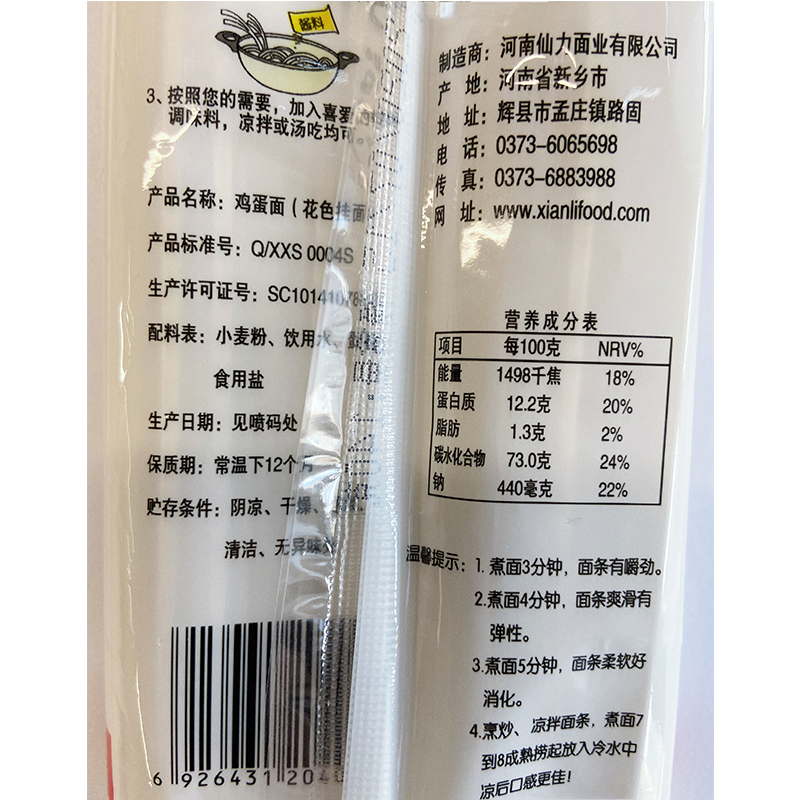 酱料
3、按照您的需要，加入喜爱
调味料，凉拌或汤吃均可。
产品名称：鸡蛋面（花色挂面
产品标准号：Q/XXS 0004S
生产许可证号：SC10141078
配料表：小麦粉、饮用水、
食用盐
生产日期：见喷码处
保质期：常温下12个月
贮存条件：阴凉、干燥、
清洁、无异味
6 926431 204
制造商：河南仙力面业有限公司
产 地：河南省新乡市
地 址：辉县市孟庄镇路固
电 话：0373-6065698
传 真：0373-6883988
网 址：www.xianlifood.com
营养成分表
项目 每100克 NRV%
能量 1498千焦 18%
蛋白质 12.2克 20%
脂肪 1.3克 2%
碳水化合物 73.0克 24%
钠 440毫克 22%
温馨提示：1.煮面3分钟，面条有嚼劲。
2.煮面4分钟，面条爽滑有
弹性。
3.煮面5分钟，面条柔软好
消化。
4.烹炒、凉拌面条，煮面7
到8成熟捞起放入冷水中
凉后口感更佳！